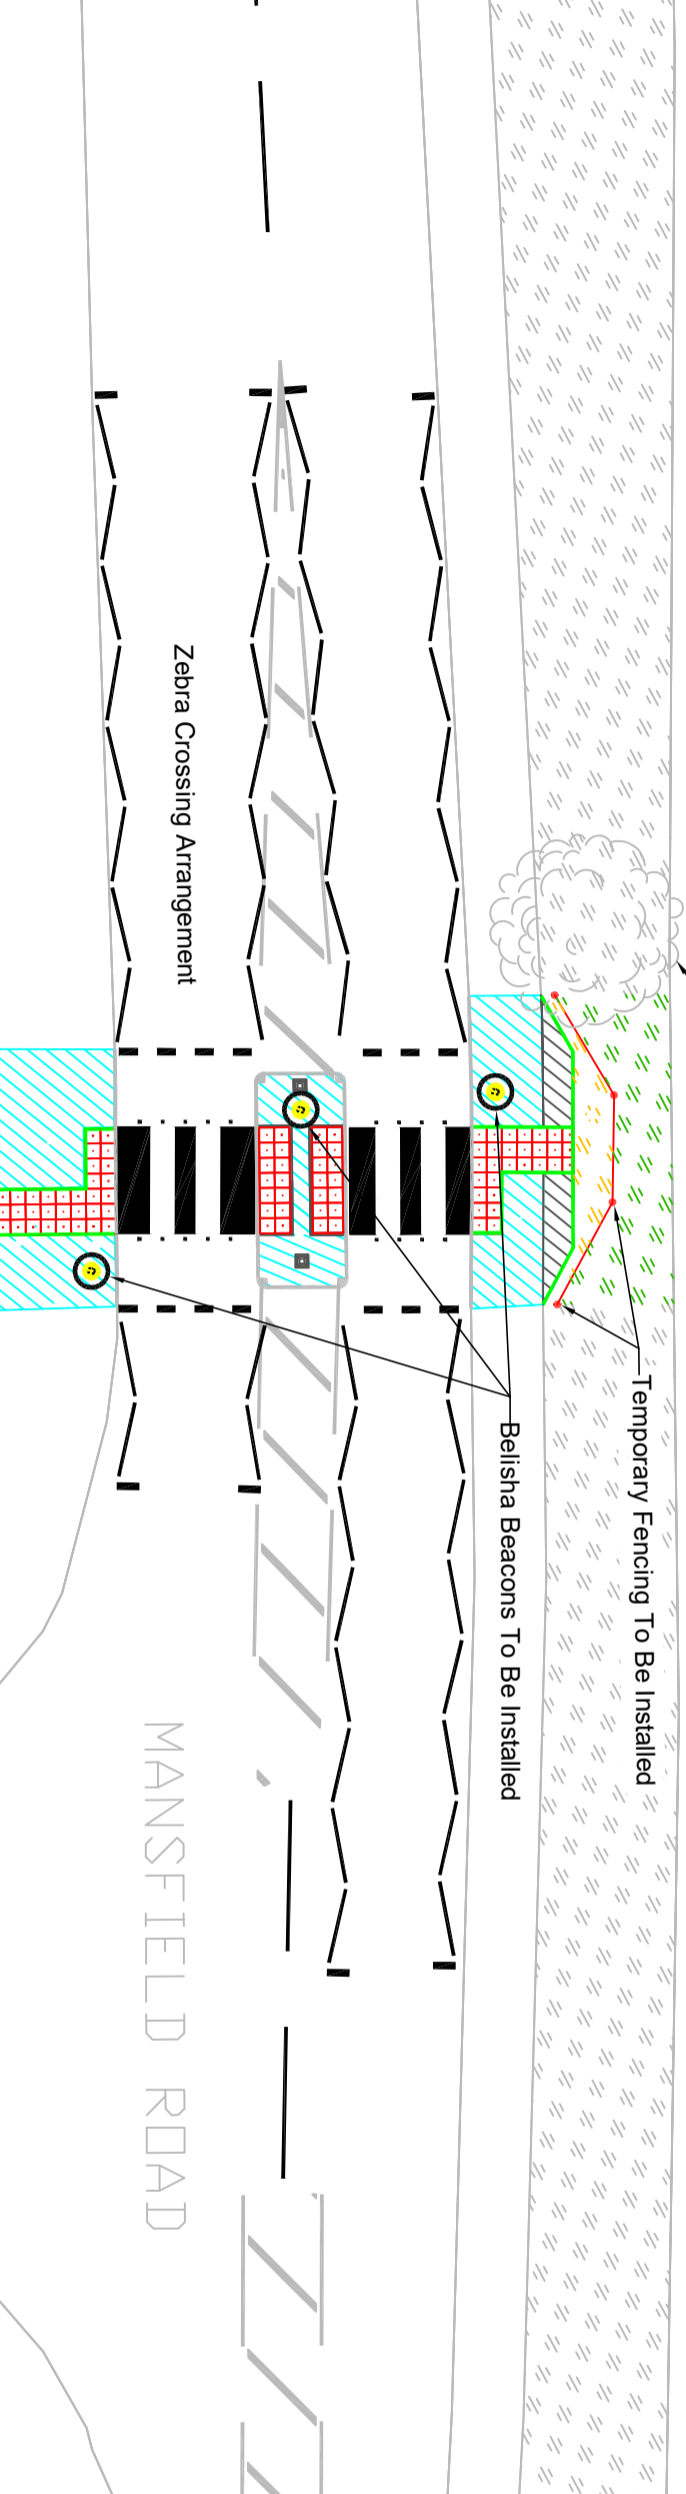 Zebra Crossing Arrangement
Temporary Fencing To Be Installed
Belisha Beacons To Be Installed
MANSFIELD ROAD